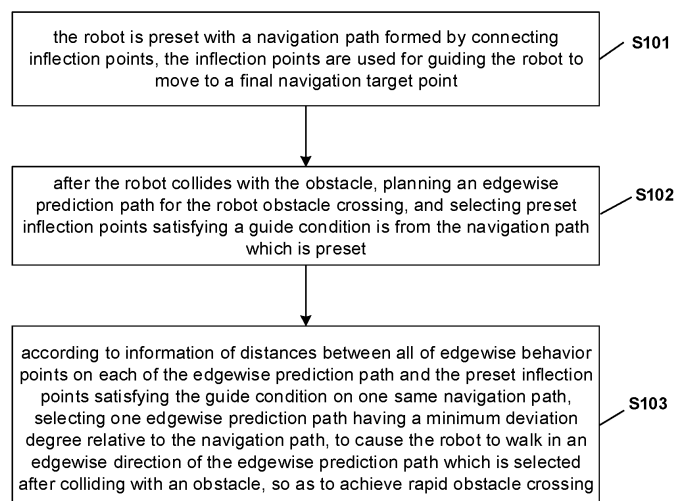 the robot is preset with a navigation path formed by connecting
inflection points, the inflection points are used for guiding the robot to
move to a final navigation target point
S101
after the robot collides with the obstacle, planning an edgewise
prediction path for the robot obstacle crossing, and selecting preset
inflection points satisfying a guide condition is from the navigation path
which is preset
S102
according to information of distances between all of edgewise behavior
points on each of the edgewise prediction path and the preset inflection
points satisfying the guide condition on one same navigation path,
selecting one edgewise prediction path having a minimum deviation
degree relative to the navigation path, to cause the robot to walk in an
edgewise direction of the edgewise prediction path which is selected
after colliding with an obstacle, so as to achieve rapid obstacle crossing
S103